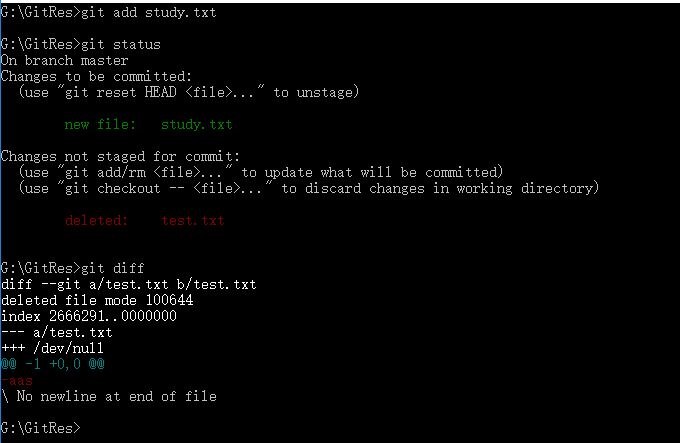 G:\GitRes>git add study.txt
G:\GitRes>git status
On branch master
Changes to be committed:
  (use "git reset HEAD <file>..." to unstage)
        new file:   study.txt
Changes not staged for commit:
  (use "git add/rm <file>..." to update what will be committed)
  (use "git checkout -- <file>..." to discard changes in working directory)
        deleted:    test.txt
G:\GitRes>git diff
diff --git a/test.txt b/test.txt
deleted file mode 100644
index 2666291..0000000
--- a/test.txt
+++ /dev/null
@@ -1 +0,0 @@
-aas
\ No newline at end of file
G:\GitRes>